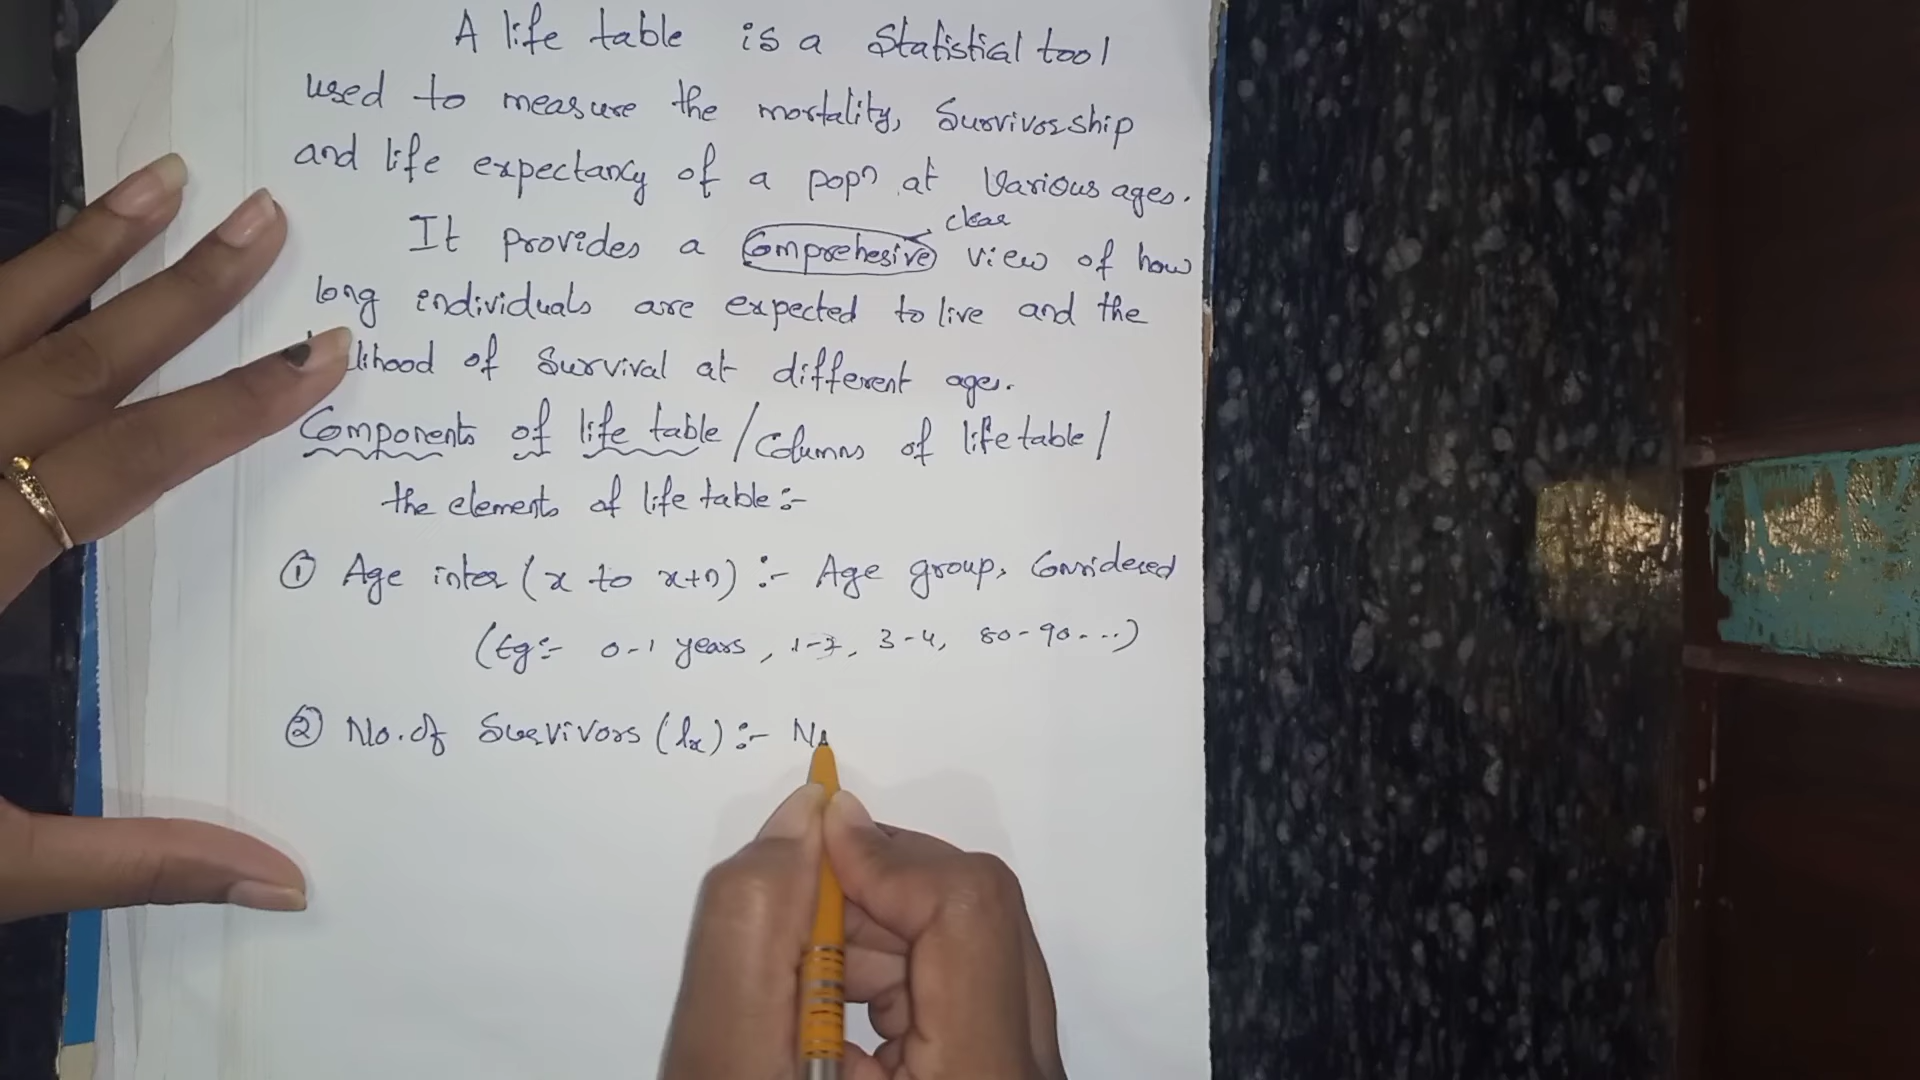 A life table is a Statistical tool
used to measure the mortality, Survivorship
and life expectancy of a popn at Various ages.
clear
It provides a Comprehesive view of how
long individuals are expected to live and the
lihood of Survival at different ages.
Components of life table / Columns of life table /
the elements of life table :-
① Age inter (x to x+n) :- Age group, Considered
(Eg:- 0-1 years, 1-2, 3-4, 80-90...)
② No. of Survivors (lx) :- No